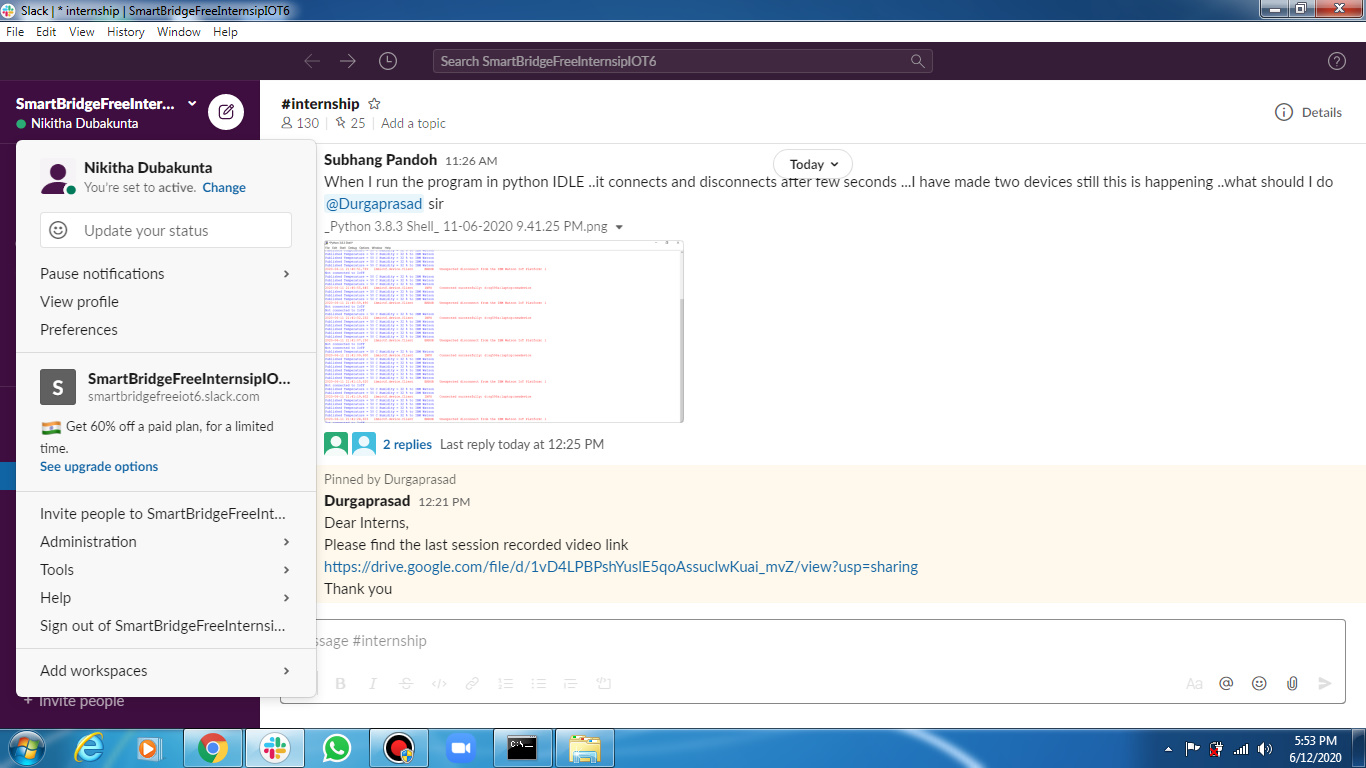 Slack | * internship | SmartBridgeFreeInternsipIOT6
File Edit View History Window Help
Search SmartBridgeFreeInternsipIOT6
SmartBridgeFreeInter...
Nikitha Dubakunta
#internship
130 | 25 | Add a topic
Details
Nikitha Dubakunta
You're set to active. Change
Update your status
Pause notifications
View profile
Preferences
S
SmartBridgeFreeInternsipIO...
smartbridgefreeiot6.slack.com
Get 60% off a paid plan, for a limited
time.
See upgrade options
Invite people to SmartBridgeFreeInt...
Administration
Tools
Help
Sign out of SmartBridgeFreeInternsi...
Add workspaces
+ Invite people
Today
Subhang Pandoh 11:26 AM
When I run the program in python IDLE ..it connects and disconnects after few seconds ...I have made two devices still this is happening ..what should I do
@Durgaprasad sir
_Python 3.8.3 Shell_ 11-06-2020 9.41.25 PM.png
2 replies Last reply today at 12:25 PM
Pinned by Durgaprasad
Durgaprasad 12:21 PM
Dear Interns,
Please find the last session recorded video link
https://drive.google.com/file/d/1vD4LPBPshYuslE5qoAssuclwKuai_mvZ/view?usp=sharing
Thank you
ssage #internship
B I S </>
Aa @
C:\
5:53 PM
6/12/2020